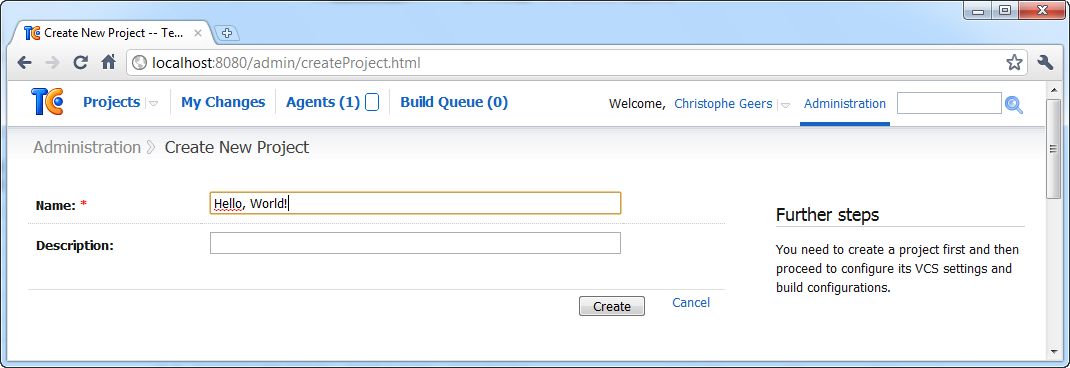 Create New Project -- Te...
localhost:8080/admin/createProject.html
TC Projects My Changes Agents (1) Build Queue (0) Welcome, Christophe Geers Administration
Administration Create New Project
Name: * Hello, World!
Description:
Further steps
You need to create a project first and then
proceed to configure its VCS settings and
build configurations.
Create Cancel